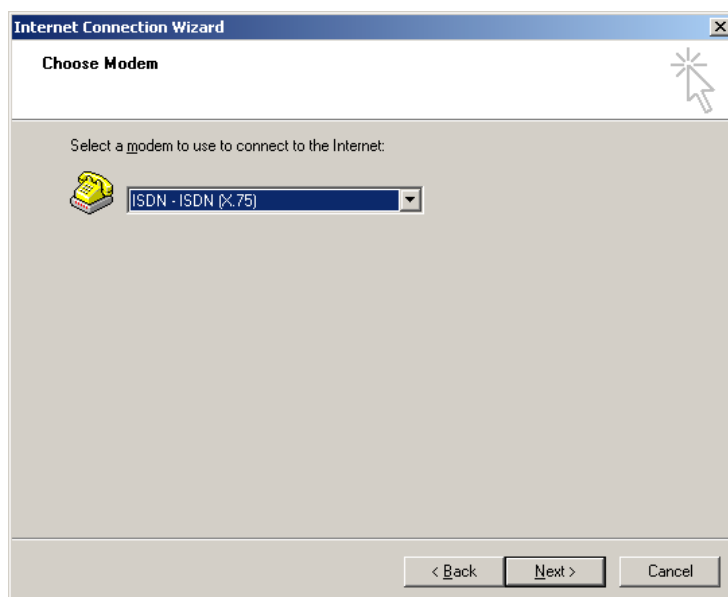 Internet Connection Wizard
Choose Modem
Select a modem to use to connect to the Internet:
ISDN - ISDN (X.75)
< Back Next > Cancel